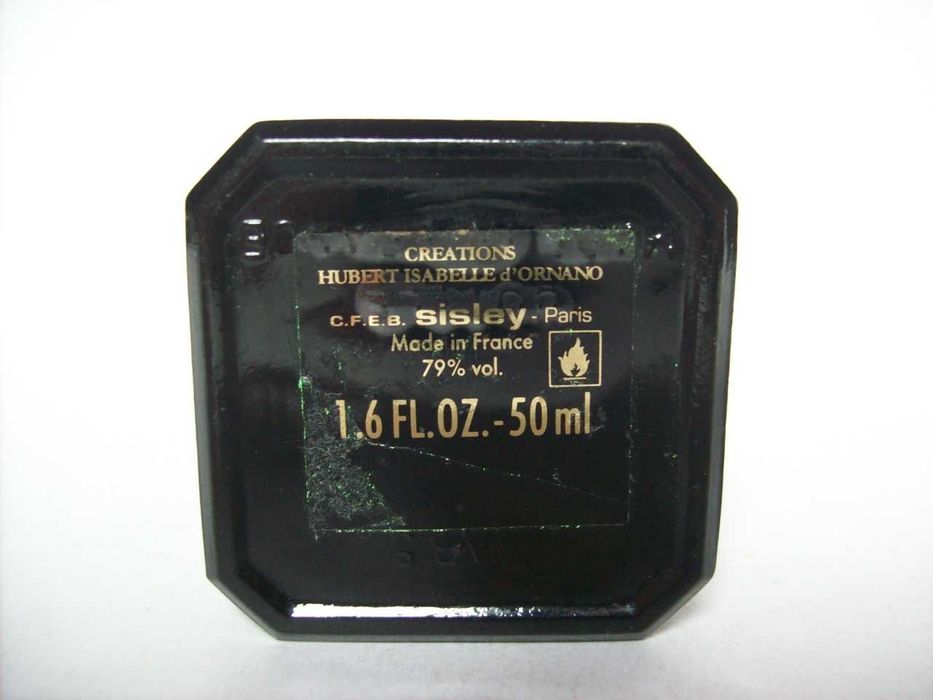 CREATIONS
HUBERT ISABELLE d'ORNANO
C.F.E.B. sisley - Paris
Made in France
79% vol.
1.6 FL.OZ. - 50 ml